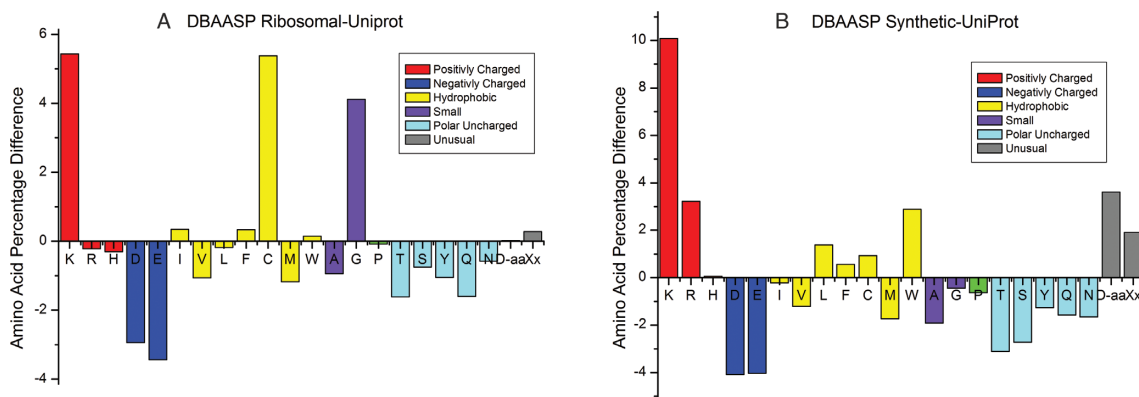 A DBAASP Ribosomal-Uniprot
Amino Acid Percentage Difference
6
4
2
0
-2
-4
Positivly Charged
Negativly Charged
Hydrophobic
Small
Polar Uncharged
Unusual
K R H D E I V L F C M W A G P T S Y Q N D-aa Xx
B DBAASP Synthetic-UniProt
Amino Acid Percentage Difference
10
8
6
4
2
0
-2
-4
Positivly Charged
Negativly Charged
Hydrophobic
Small
Polar Uncharged
Unusual
K R H D E I V L F C M W A G P T S Y Q N D-aa Xx